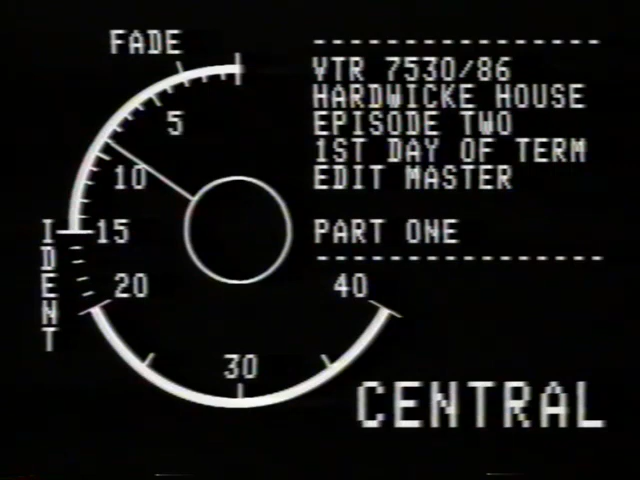 FADE
VTR 7530/86
HARDWICKE HOUSE
EPISODE TWO
1ST DAY OF TERM
EDIT MASTER
PART ONE
5
10
15
20
30
40
IDENT
CENTRAL